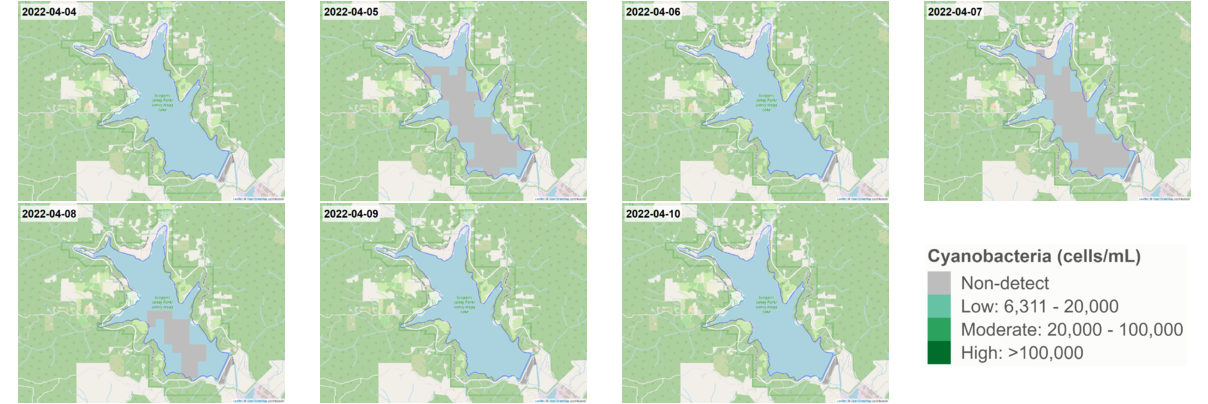 2022-04-04
2022-04-05
2022-04-06
2022-04-07
2022-04-08
2022-04-09
2022-04-10
Cyanobacteria (cells/mL)
Non-detect
Low: 6,311 - 20,000
Moderate: 20,000 - 100,000
High: >100,000